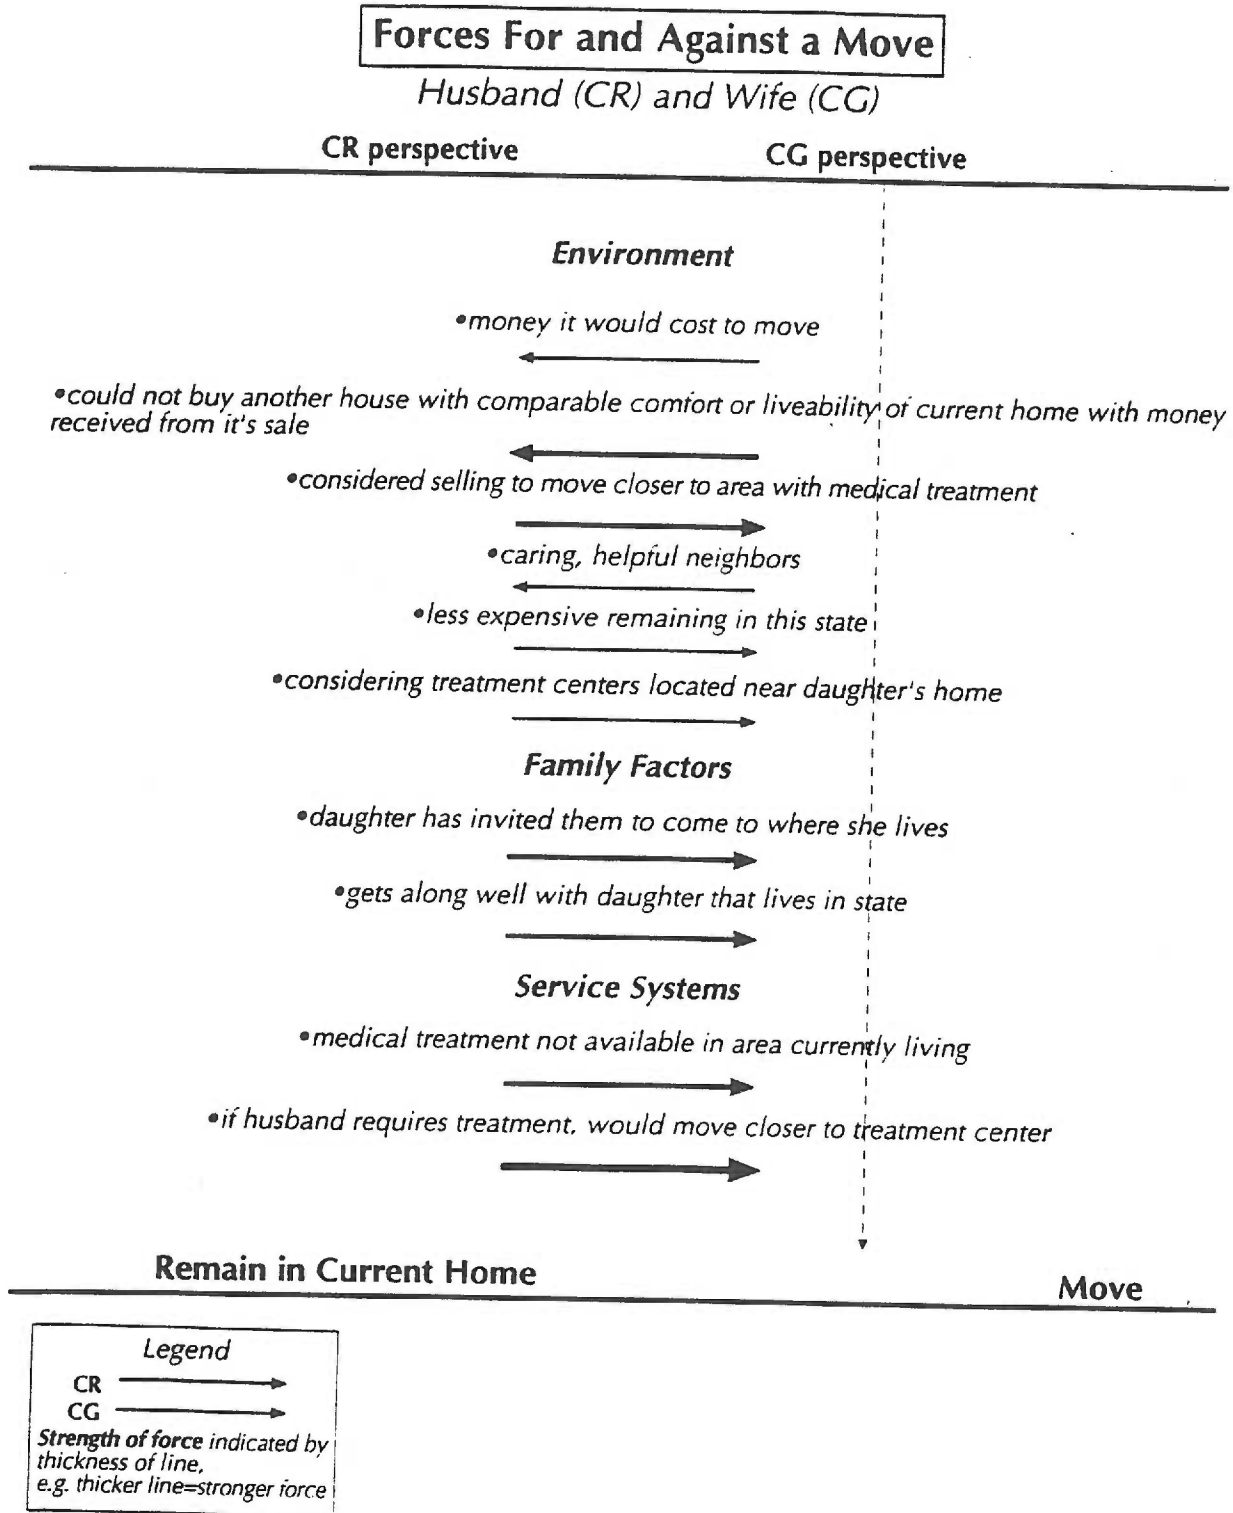 Forces For and Against a Move
Husband (CR) and Wife (CG)
CR perspective
CG perspective
Environment
•money it would cost to move
•could not buy another house with comparable comfort or liveability of current home with money
received from it's sale
•considered selling to move closer to area with medical treatment
•caring, helpful neighbors
•less expensive remaining in this state
•considering treatment centers located near daughter's home
Family Factors
•daughter has invited them to come to where she lives
•gets along well with daughter that lives in state
Service Systems
•medical treatment not available in area currently living
•if husband requires treatment, would move closer to treatment center
Remain in Current Home
Move
Legend
CR
CG
Strength of force indicated by
thickness of line,
e.g. thicker line=stronger force